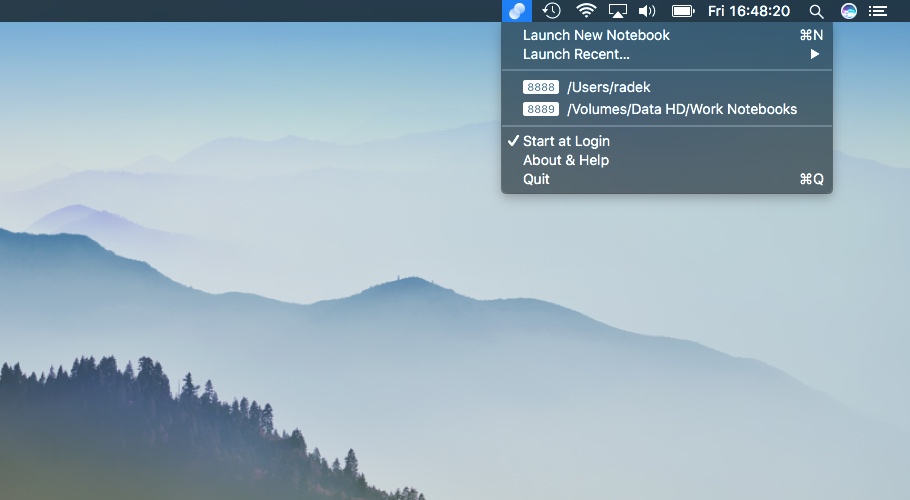 Fri 16:48:20
Launch New Notebook ⌘N
Launch Recent...
8888 /Users/radek
8889 /Volumes/Data HD/Work Notebooks
Start at Login
About & Help
Quit ⌘Q